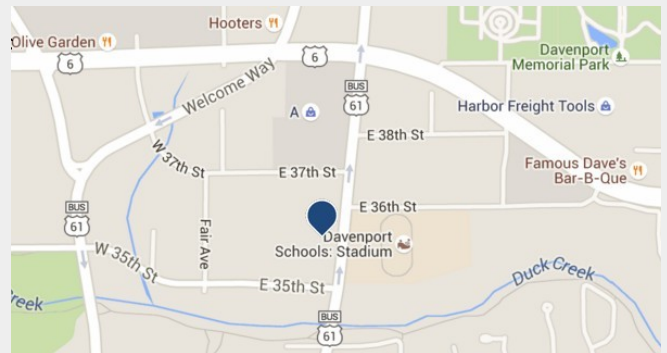 Hooters
Olive Garden
6
6
Davenport
Memorial Park
Welcome Way
BUS
61
A
Harbor Freight Tools
E 38th St
W 37th St
E 37th St
Famous Dave's
Bar-B-Que
E 36th St
BUS
61
Fair Ave
Davenport
Schools: Stadium
W 35th St
E 35th St
Duck Creek
reek
BUS
61